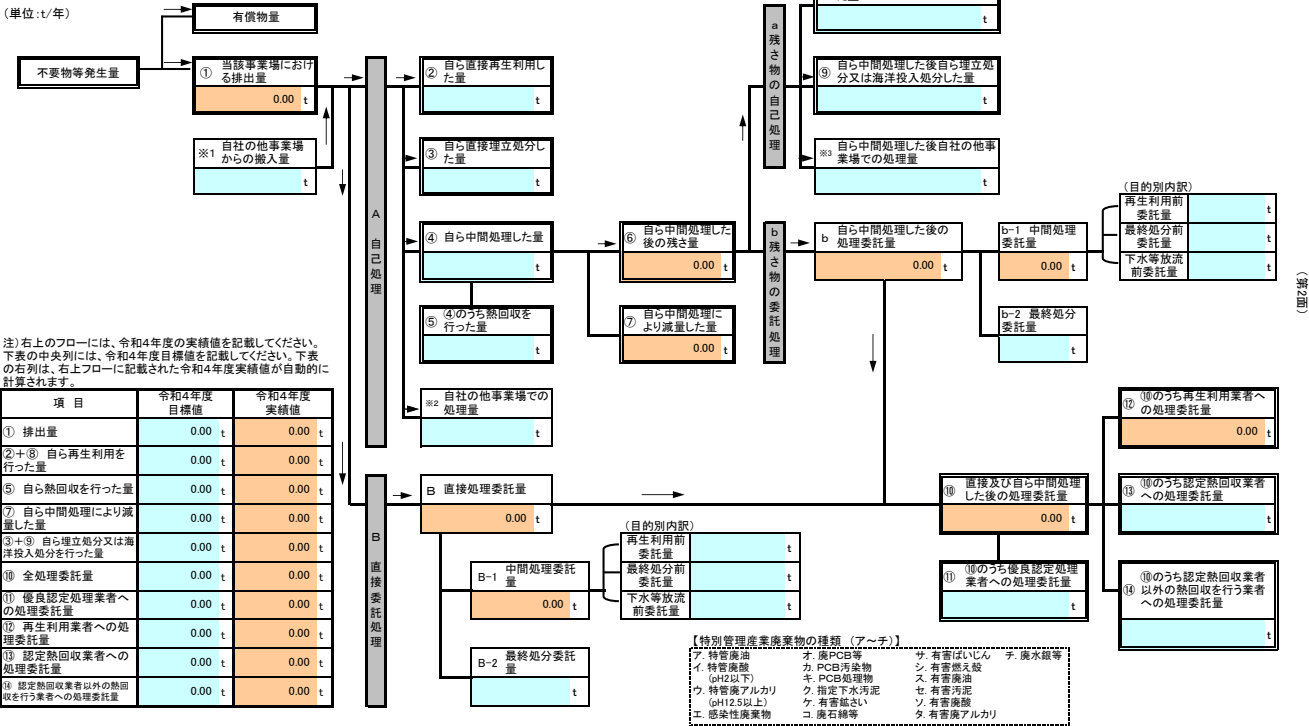 (単位:t/年)
有償物量
不要物等発生量
① 当該事業場におけ
る排出量
0.00 t
※1 自社の他事業場
からの搬入量
t
A 自己処理
② 自ら直接再生利用し
た量
t
③ 自ら直接埋立処分し
た量
t
④ 自ら中間処理した量
t
⑤ ④のうち熱回収を
行った量
t
※2 自社の他事業場での
処理量
t
⑥ 自ら中間処理した
後の残さ量
0.00 t
⑦ 自ら中間処理に
より減量した量
0.00 t
a 残さ物の自己処理
t
⑨ 自ら中間処理した後自ら埋立処
分又は海洋投入処分した量
t
※3 自ら中間処理した後自社の他事
業場での処理量
t
b 残さ物の委託処理
b 自ら中間処理した後の
処理委託量
0.00 t
b-1 中間処理
委託量
0.00 t
(目的別内訳)
再生利用前
委託量
t
最終処分前
委託量
t
下水等放流
前委託量
t
b-2 最終処分
委託量
t
(第2面)
注)右上のフローには、令和4年度の実績値を記載してください。
下表の中央列には、令和4年度目標値を記載してください。下表
の右列は、右上フローに記載された令和4年度実績値が自動的に
計算されます。
項 目 令和4年度 目標値 令和4年度 実績値
① 排出量 0.00 t 0.00 t
②+⑧ 自ら再生利用を
行った量 0.00 t 0.00 t
⑤ 自ら熱回収を行った量 0.00 t 0.00 t
⑦ 自ら中間処理により減
量した量 0.00 t 0.00 t
③+⑨ 自ら埋立処分又は海
洋投入処分を行った量 0.00 t 0.00 t
⑩ 全処理委託量 0.00 t 0.00 t
⑪ 優良認定処理業者へ
の処理委託量 0.00 t 0.00 t
⑫ 再生利用業者への処
理委託量 0.00 t 0.00 t
⑬ 認定熱回収業者への
処理委託量 0.00 t 0.00 t
⑭ 認定熱回収業者以外の熱回
収を行う業者への処理委託量 0.00 t 0.00 t
B 直接委託処理
B 直接処理委託量
0.00 t
B-1 中間処理委託
量
0.00 t
(目的別内訳)
再生利用前
委託量
t
最終処分前
委託量
t
下水等放流
前委託量
t
B-2 最終処分委託
量
t
⑩ 直接及び自ら中間処理
した後の処理委託量
0.00 t
⑪ ⑩のうち優良認定処理
業者への処理委託量
t
⑫ ⑩のうち再生利用業者へ
の処理委託量
0.00 t
⑬ ⑩のうち認定熱回収業者
への処理委託量
t
⑭ ⑩のうち認定熱回収業者
以外の熱回収を行う業者
への処理委託量
t
【特別管理産業廃棄物の種類 (ア~チ)】
ア. 特管廃油 オ. 廃PCB等 サ. 有害ばいじん チ. 廃水銀等
イ. 特管廃酸 カ. PCB汚染物 シ. 有害燃え殻
(pH2以下) キ. PCB処理物 ス. 有害廃油
ウ. 特管廃アルカリ ク. 指定下水汚泥 セ. 有害汚泥
(pH12.5以上) ケ. 有害鉱さい ソ. 有害廃酸
エ. 感染性廃棄物 コ. 廃石綿等 タ. 有害廃アルカリ